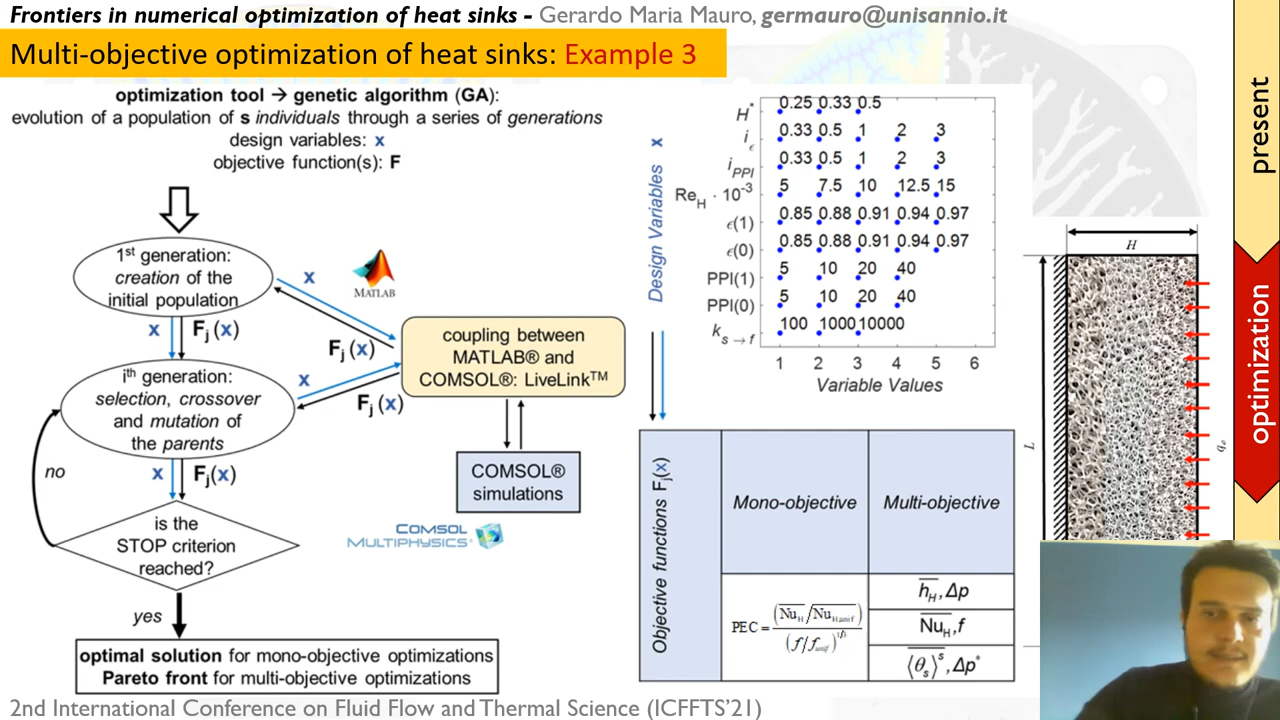 Frontiers in numerical optimization of heat sinks - Gerardo Maria Mauro, germauro@unisannio.it
Multi-objective optimization of heat sinks: Example 3
optimization tool → genetic algorithm (GA):
evolution of a population of s individuals through a series of generations
design variables: x
objective function(s): F
1st generation:
creation of the
initial population
x
Fj (x)
MATLAB
x
Fj (x)
coupling between
MATLAB® and
COMSOL®: LiveLink™
x
Fj (x)
ith generation:
selection, crossover
and mutation of
the parents
x
Fj(x)
no
COMSOL®
simulations
COMSOL
MULTIPHYSICS®
is the
STOP criterion
reached?
yes
optimal solution for mono-objective optimizations
Pareto front for multi-objective optimizations
Design Variables x
H* 0.25 0.33 0.5
iϵ 0.33 0.5 1 2 3
iPPI 0.33 0.5 1 2 3
ReH · 10-3 5 7.5 10 12.5 15
ϵ(1) 0.85 0.88 0.91 0.94 0.97
ϵ(0) 0.85 0.88 0.91 0.94 0.97
PPI(1) 5 10 20 40
PPI(0) 5 10 20 40
ks→f 100 1000 10000
1 2 3 4 5 6
Variable Values
Objective functions Fj(x)
Mono-objective Multi-objective
PEC = (NuH/NuHunif) / (f/funif)1/3
hH, Δp
NuH, f
⟨θs⟩s, Δp*
H
L
present
optimization
2nd International Conference on Fluid Flow and Thermal Science (ICFFTS'21)